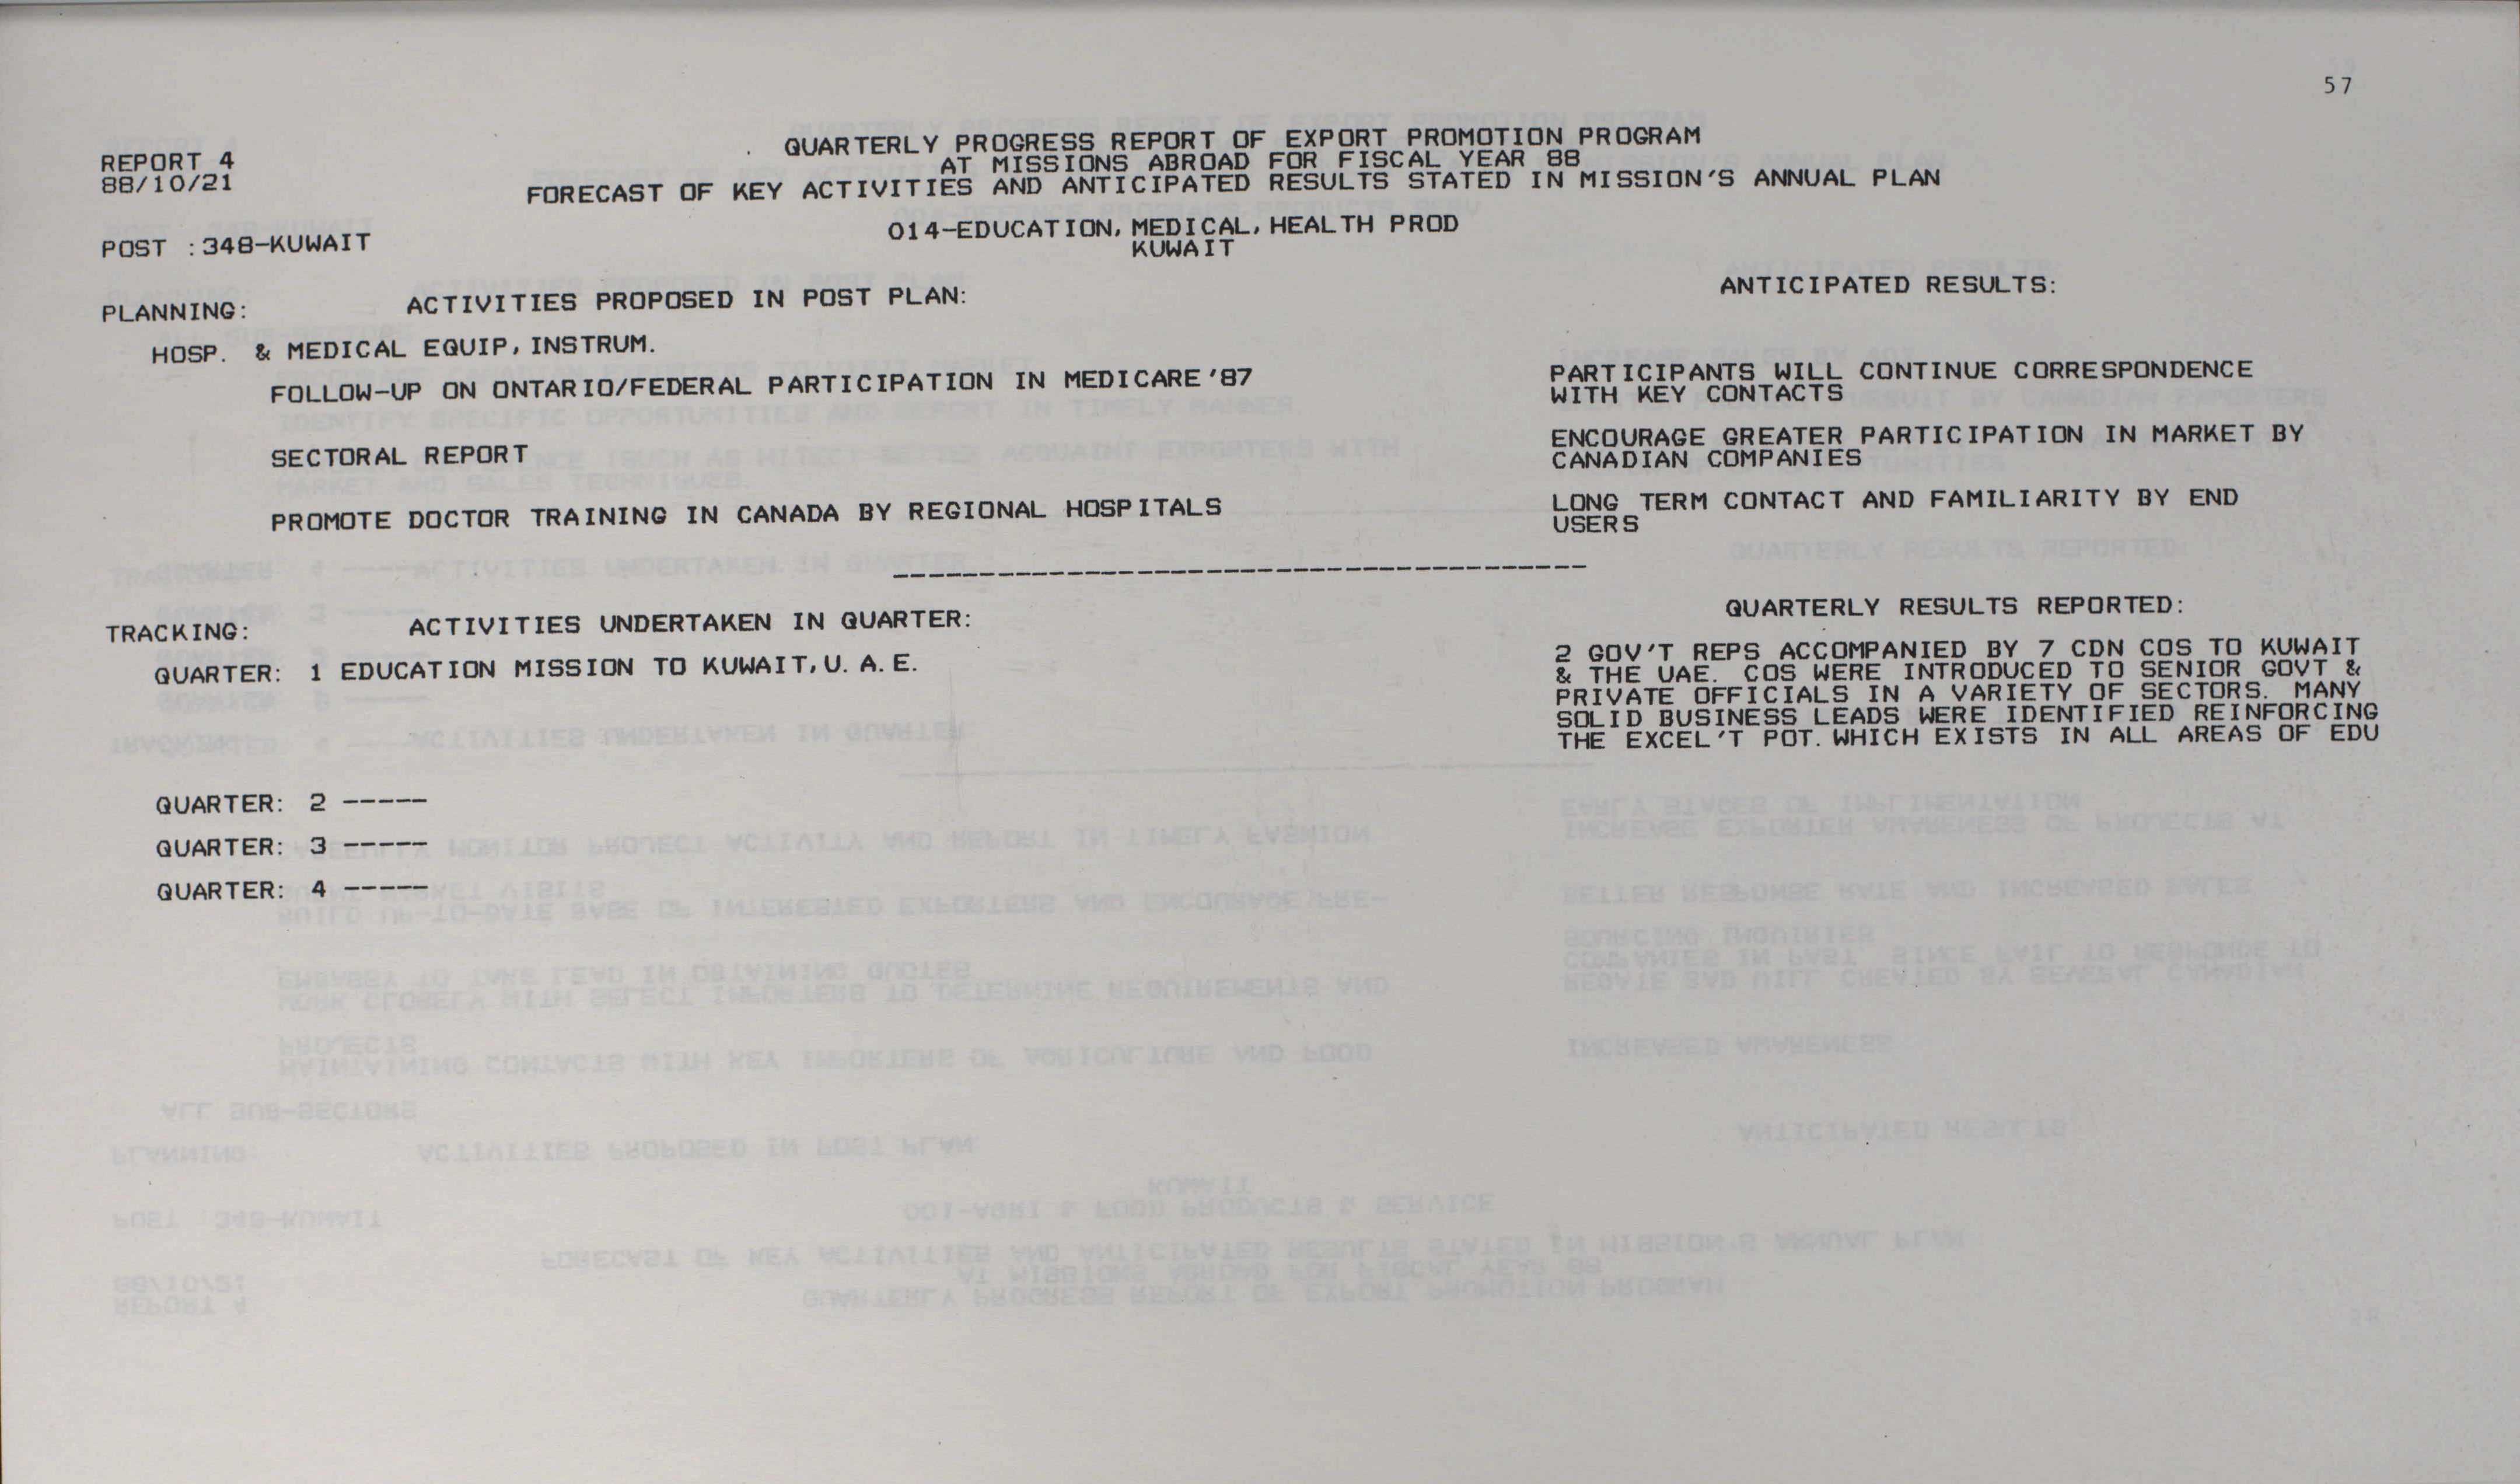 57
REPORT 4
88/10/21
QUARTERLY PROGRESS REPORT OF EXPORT PROMOTION PROGRAM
AT MISSIONS ABROAD FOR FISCAL YEAR 88
FORECAST OF KEY ACTIVITIES AND ANTICIPATED RESULTS STATED IN MISSION'S ANNUAL PLAN
014-EDUCATION, MEDICAL, HEALTH PROD
KUWAIT
POST :348-KUWAIT
PLANNING: ACTIVITIES PROPOSED IN POST PLAN: ANTICIPATED RESULTS:
HOSP. & MEDICAL EQUIP, INSTRUM.
FOLLOW-UP ON ONTARIO/FEDERAL PARTICIPATION IN MEDICARE '87
PARTICIPANTS WILL CONTINUE CORRESPONDENCE
WITH KEY CONTACTS
SECTORAL REPORT
ENCOURAGE GREATER PARTICIPATION IN MARKET BY
CANADIAN COMPANIES
PROMOTE DOCTOR TRAINING IN CANADA BY REGIONAL HOSPITALS
LONG TERM CONTACT AND FAMILIARITY BY END
USERS
----------------------------------------------
TRACKING: ACTIVITIES UNDERTAKEN IN QUARTER: QUARTERLY RESULTS REPORTED:
QUARTER: 1 EDUCATION MISSION TO KUWAIT, U. A. E.
2 GOV'T REPS ACCOMPANIED BY 7 CDN COS TO KUWAIT
& THE UAE. COS WERE INTRODUCED TO SENIOR GOVT &
PRIVATE OFFICIALS IN A VARIETY OF SECTORS. MANY
SOLID BUSINESS LEADS WERE IDENTIFIED REINFORCING
THE EXCEL'T POT. WHICH EXISTS IN ALL AREAS OF EDU
QUARTER: 2 -----
QUARTER: 3 -----
QUARTER: 4 -----